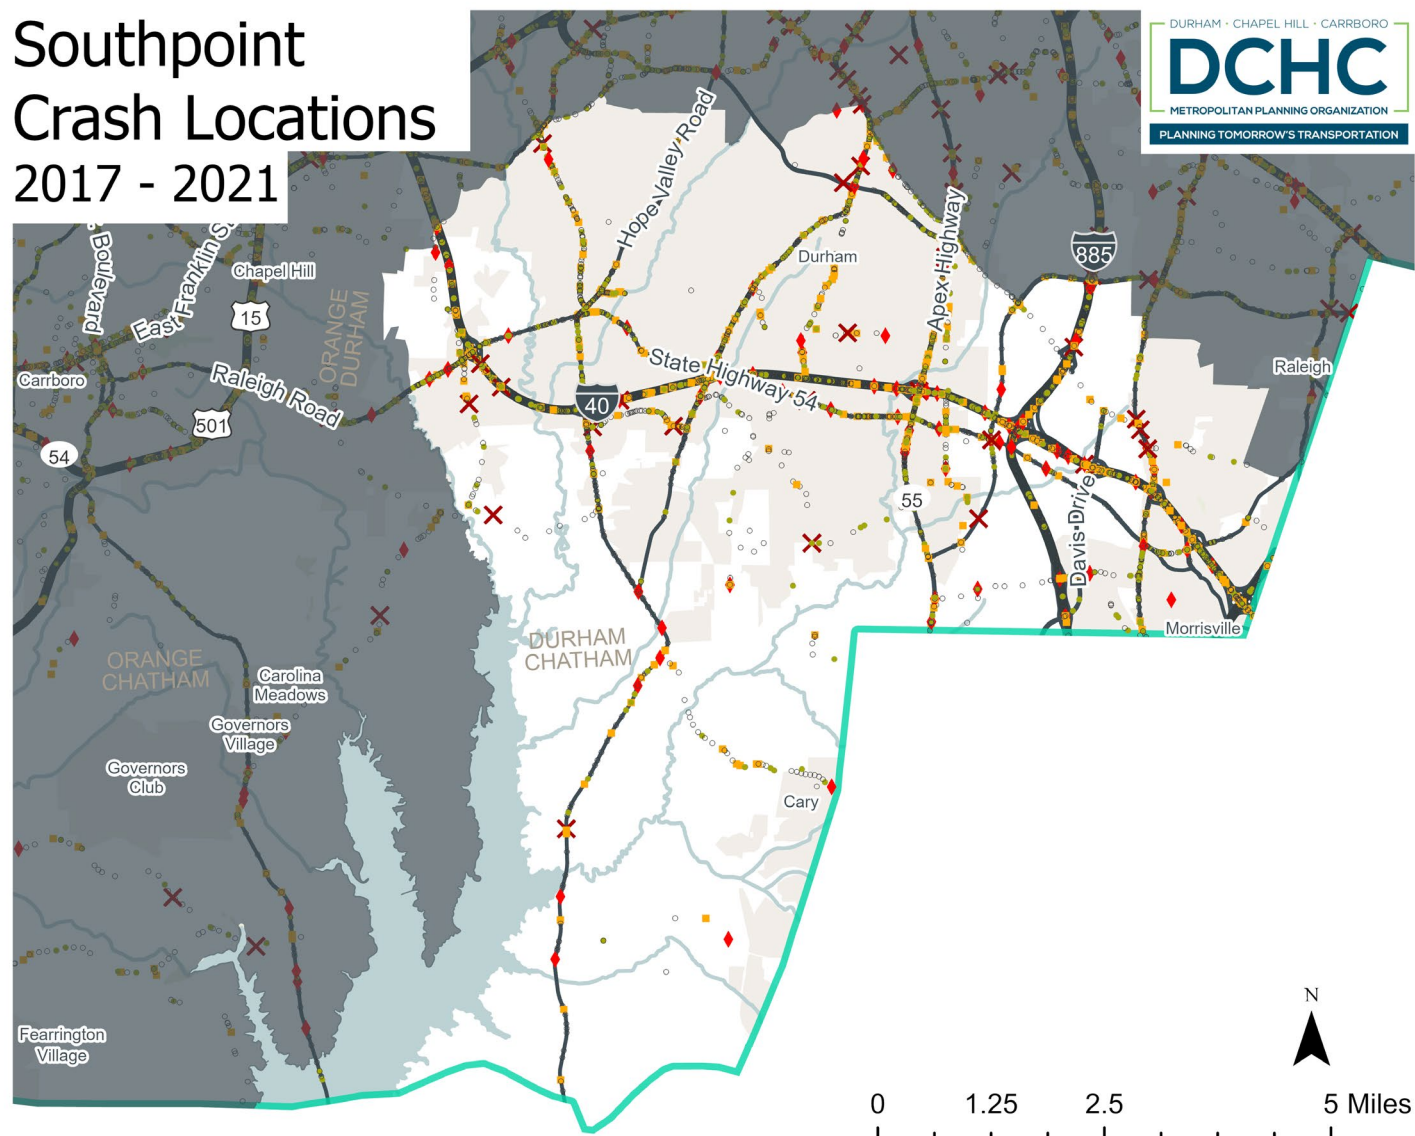 Southpoint
Crash Locations
2017 - 2021
DURHAM · CHAPEL HILL · CARRBORO
DCHC
METROPOLITAN PLANNING ORGANIZATION
PLANNING TOMORROW'S TRANSPORTATION
Boulevard
East Franklin S
Chapel Hill
15
ORANGE
DURHAM
Hope Valley Road
Durham
Apex Highway
885
Carrboro
Raleigh Road
501
54
State Highway 54
40
Raleigh
55
Davis Drive
Morrisville
ORANGE
CHATHAM
DURHAM
CHATHAM
Carolina
Meadows
Governors
Village
Governors
Club
Cary
Fearrington
Village
N
0 1.25 2.5 5 Miles